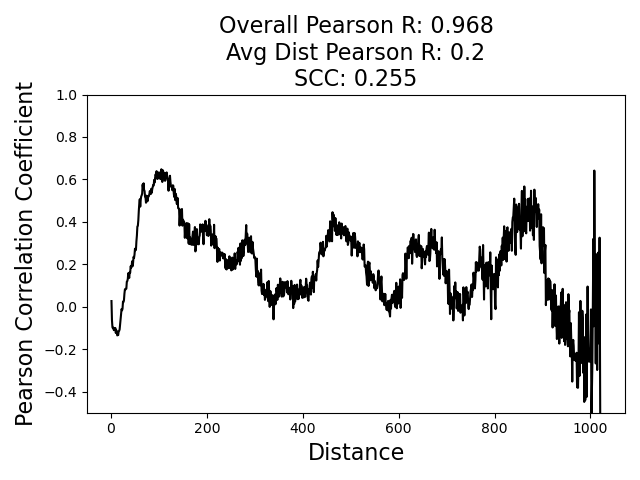 Overall Pearson R: 0.968
Avg Dist Pearson R: 0.2
SCC: 0.255
Pearson Correlation Coefficient
1.0
0.8
0.6
0.4
0.2
0.0
−0.2
−0.4
0 200 400 600 800 1000
Distance